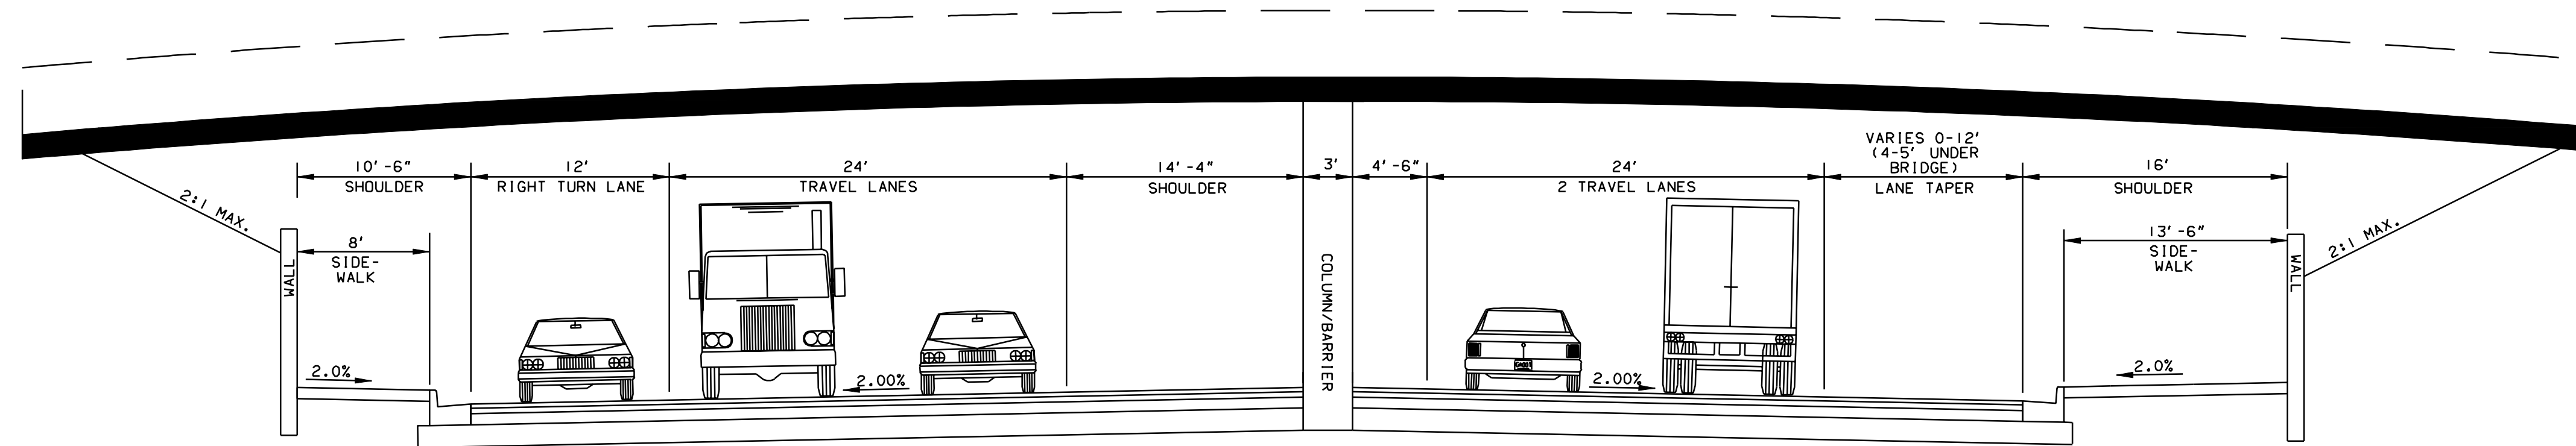 VARIES 0-12'
(4-5' UNDER
BRIDGE)
10'-6" 12' 24' 14'-4" 3' 4'-6" 24' 16'
SHOULDER RIGHT TURN LANE TRAVEL LANES SHOULDER 2 TRAVEL LANES LANE TAPER SHOULDER
2:1 MAX.
8'
SIDE-
WALK
WALL
2.0%
2.00%
COLUMN/BARRIER
2.00%
13'-6"
SIDE-
WALK
2.0%
WALL
2:1 MAX.